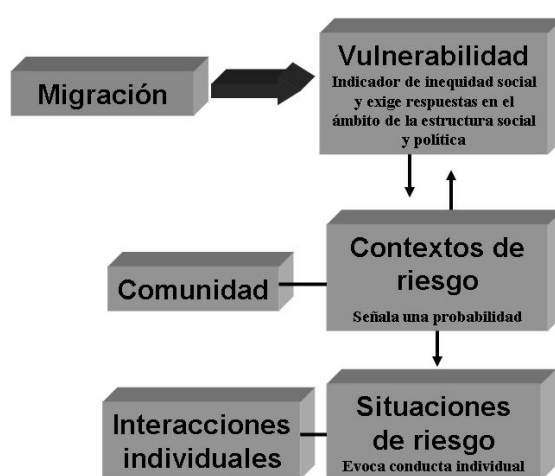 Migración
Vulnerabilidad
Indicador de inequidad social
y exige respuestas en el
ámbito de la estructura social
y política
Comunidad
Contextos de
riesgo
Señala una probabilidad
Interacciones
individuales
Situaciones
de riesgo
Evoca conducta individual